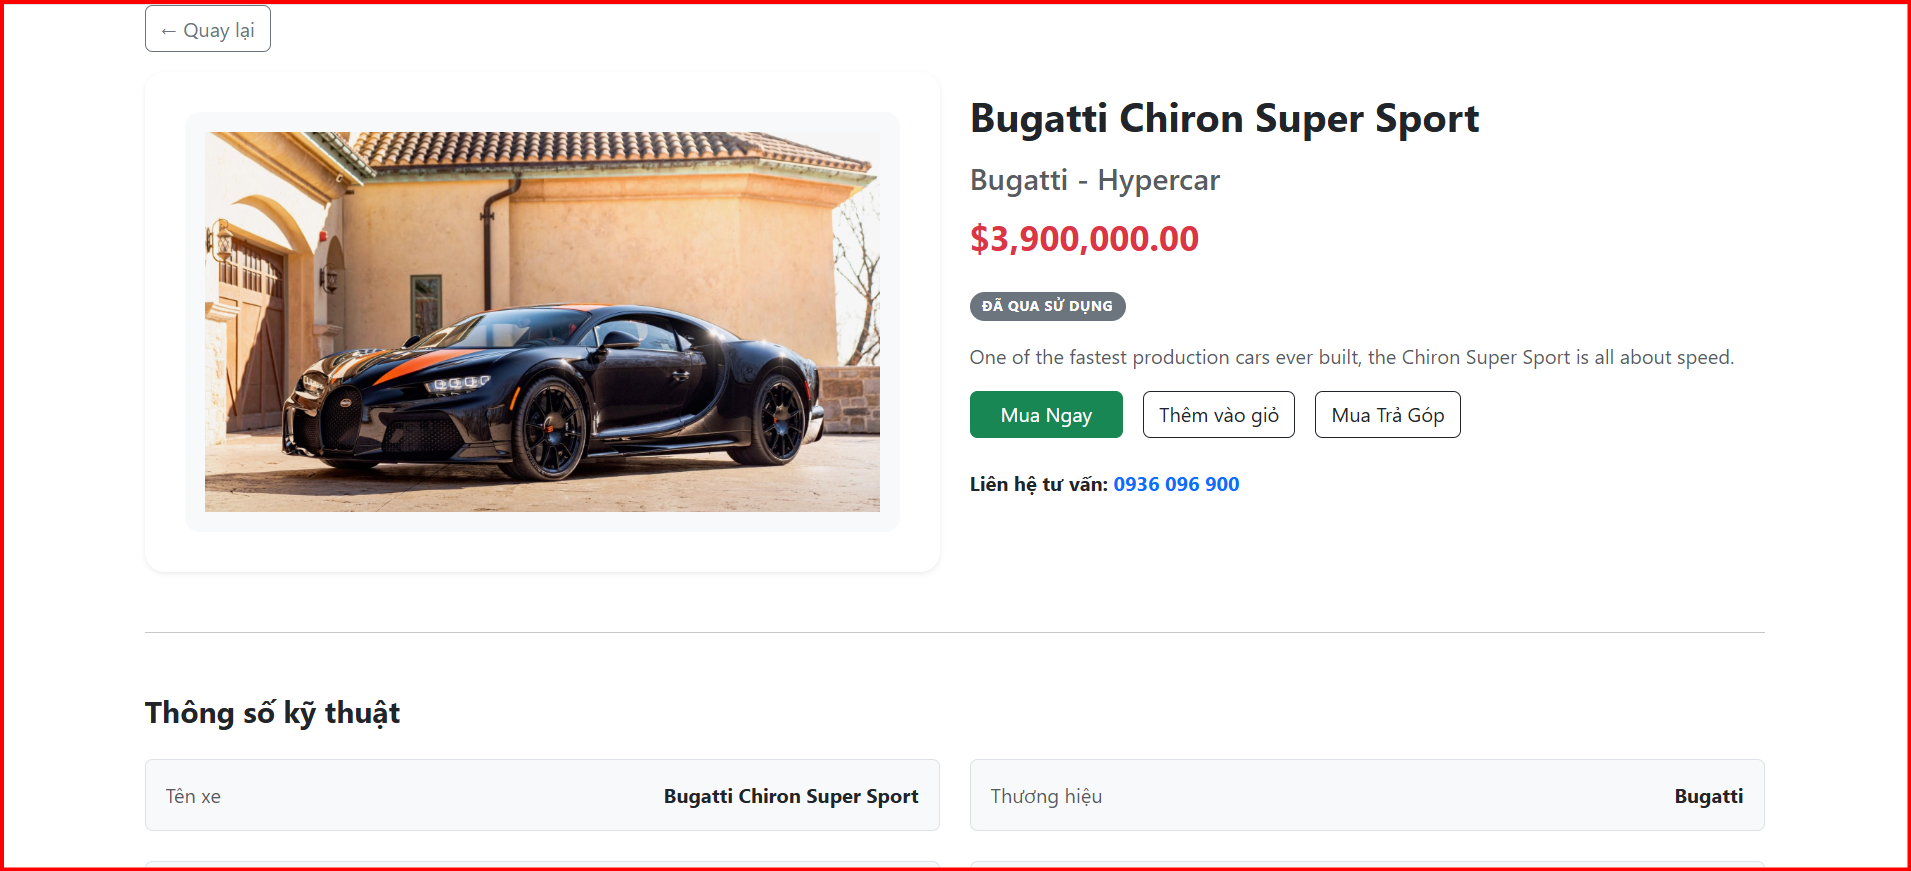 ← Quay lại
Bugatti Chiron Super Sport
Bugatti - Hypercar
$3,900,000.00
ĐÃ QUA SỬ DỤNG
One of the fastest production cars ever built, the Chiron Super Sport is all about speed.
Mua Ngay
Thêm vào giỏ
Mua Trả Góp
Liên hệ tư vấn: 0936 096 900
Thông số kỹ thuật
Tên xe
Bugatti Chiron Super Sport
Thương hiệu
Bugatti